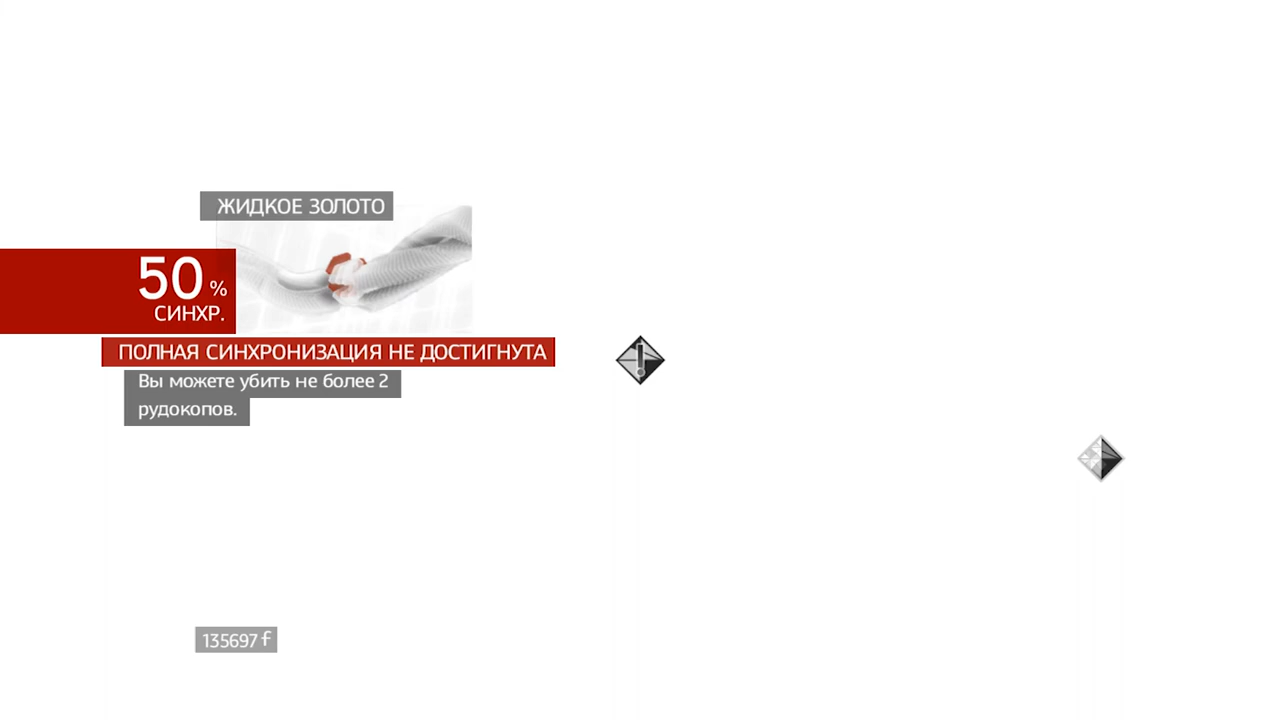 ЖИДКОЕ ЗОЛОТО
50 %
СИНХР.
ПОЛНАЯ СИНХРОНИЗАЦИЯ НЕ ДОСТИГНУТА
Вы можете убить не более 2
рудокопов.
135697 f